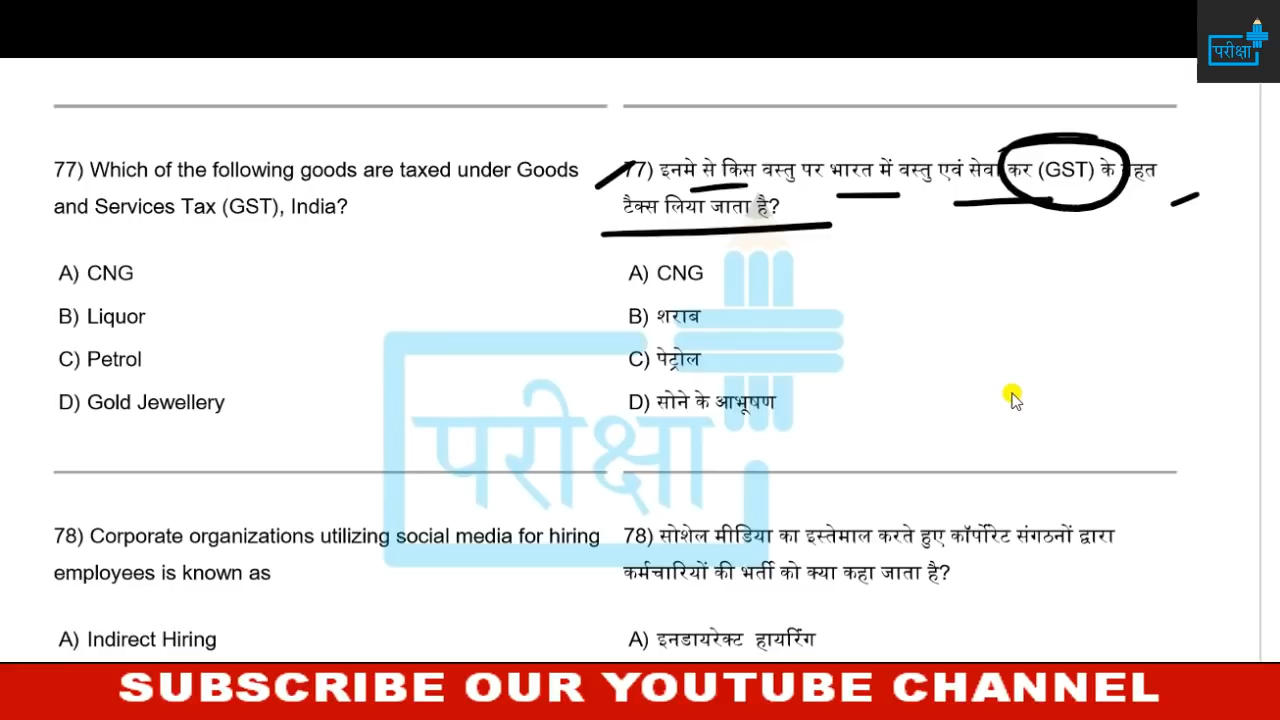 परीक्षा
77) Which of the following goods are taxed under Goods
and Services Tax (GST), India?
A) CNG
B) Liquor
C) Petrol
D) Gold Jewellery
77) इनमे से किस वस्तु पर भारत में वस्तु एवं सेवा कर (GST) के तहत
टैक्स लिया जाता है?
A) CNG
B) शराब
C) पेट्रोल
D) सोने के आभूषण
परीक्षा
78) Corporate organizations utilizing social media for hiring
employees is known as
A) Indirect Hiring
78) सोशेल मीडिया का इस्तेमाल करते हुए कॉर्पोरेट संगठनों द्वारा
कर्मचारियों की भर्ती को क्या कहा जाता है?
A) इनडायरेक्ट हायरिंग
SUBSCRIBE OUR YOUTUBE CHANNEL